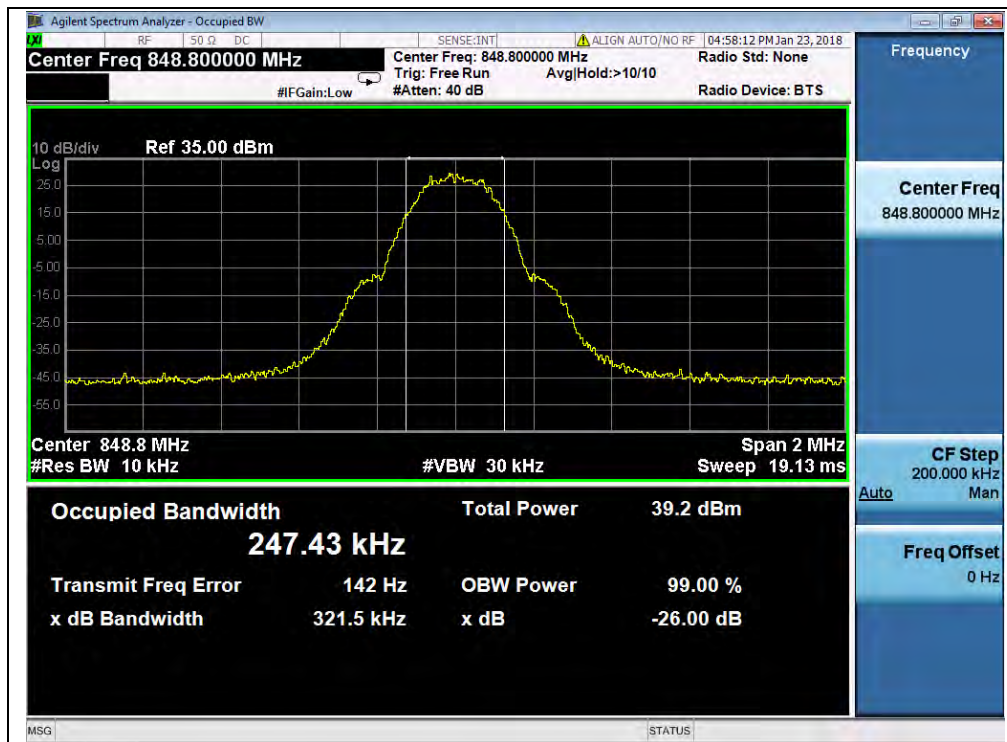 Agilent Spectrum Analyzer - Occupied BW
LXI RF 50 Ω DC SENSE:INT ALIGN AUTO/NO RF 04:58:12 PM Jan 23, 2018
Center Freq 848.800000 MHz
Center Freq: 848.800000 MHz
Radio Std: None
Trig: Free Run
Avg|Hold:>10/10
#IFGain:Low
#Atten: 40 dB
Radio Device: BTS
10 dB/div Ref 35.00 dBm
Log
25.0
15.0
5.00
-5.00
-15.0
-25.0
-35.0
-45.0
-55.0
Center 848.8 MHz
Span 2 MHz
#Res BW 10 kHz
#VBW 30 kHz
Sweep 19.13 ms
Occupied Bandwidth
Total Power 39.2 dBm
247.43 kHz
Transmit Freq Error 142 Hz
OBW Power 99.00 %
x dB Bandwidth 321.5 kHz
x dB -26.00 dB
MSG
STATUS
Frequency
Center Freq
848.800000 MHz
CF Step
200.000 kHz
Auto Man
Freq Offset
0 Hz